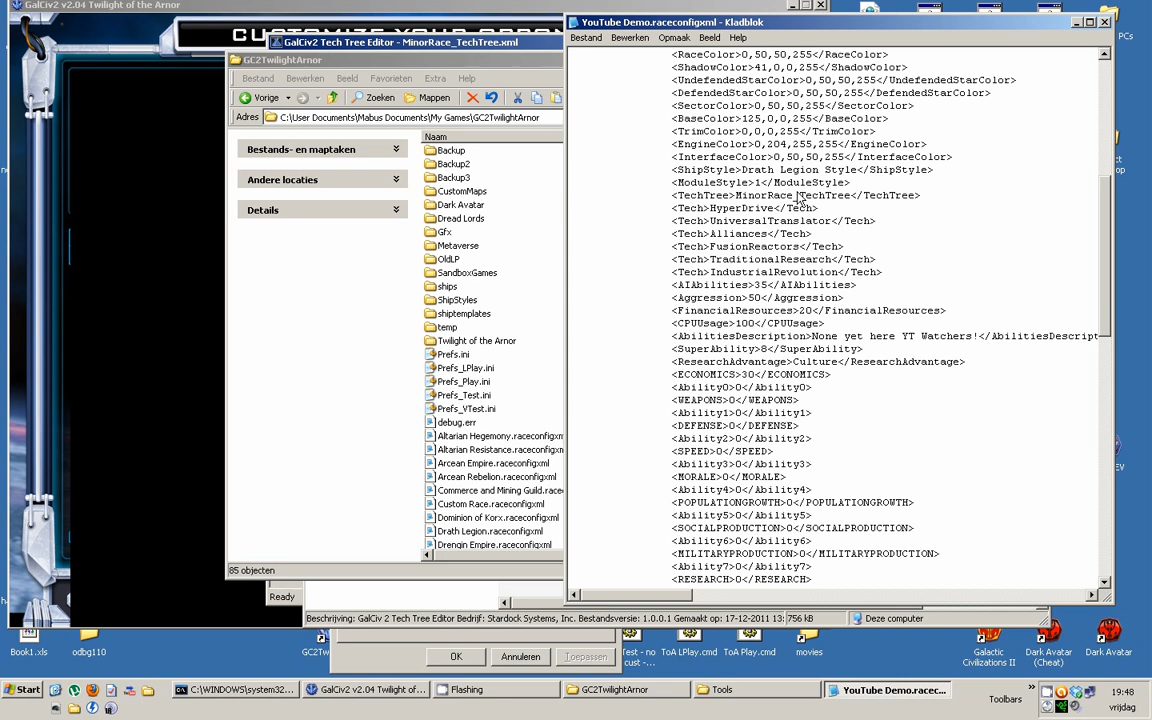 GalCiv2 v2.04 Twilight of the Arnor
GalCiv2 Tech Tree Editor - MinorRace_TechTree.xml
GC2TwilightArnor
Bestand Bewerken Beeld Favorieten Extra Help
Vorige Zoeken Mappen
Adres C:\User Documents\Mabus Documents\My Games\GC2TwilightArnor
Bestands- en maptaken
Andere locaties
Details
Naam
Backup
Backup2
Backup3
CustomMaps
Dark Avatar
Dread Lords
Gfx
Metaverse
OldLP
SandboxGames
ships
ShipStyles
shiptemplates
temp
Twilight of the Arnor
Prefs.ini
Prefs_LPlay.ini
Prefs_Play.ini
Prefs_Test.ini
Prefs_VTest.ini
debug.err
Altarian Hegemony.raceconfigxm
Altarian Resistance.raceconfigxm
Arcean Empire.raceconfigxml
Arcean Rebellion.raceconfigxml
Commerce and Mining Guild.race
Custom Race.raceconfigxml
Dominion of Korx.raceconfigxml
Drath Legion.raceconfigxml
Drengin Empire.raceconfigxml
85 objecten
Ready
YouTube Demo.raceconfigxml - Kladblok
Bestand Bewerken Opmaak Beeld Help
<RaceColor>0,50,50,255</RaceColor>
<ShadowColor>41,0,0,255</ShadowColor>
<UndefendedStarColor>0,50,50,255</UndefendedStarColor>
<DefendedStarColor>0,50,50,255</DefendedStarColor>
<SectorColor>0,50,50,255</SectorColor>
<BaseColor>125,0,0,255</BaseColor>
<TrimColor>0,0,0,255</TrimColor>
<EngineColor>0,204,255,255</EngineColor>
<InterfaceColor>0,50,50,255</InterfaceColor>
<ShipStyle>Drath Legion Style</ShipStyle>
<ModuleStyle>1</ModuleStyle>
<TechTree>MinorRace_TechTree</TechTree>
<Tech>HyperDrive</Tech>
<Tech>UniversalTranslator</Tech>
<Tech>Alliances</Tech>
<Tech>FusionReactors</Tech>
<Tech>TraditionalResearch</Tech>
<Tech>IndustrialRevolution</Tech>
<AIAbilities>35</AIAbilities>
<Aggression>50</Aggression>
<FinancialResources>20</FinancialResources>
<CPUUsage>100</CPUUsage>
<AbilitiesDescription>None yet here YT Watchers!</AbilitiesDescript
<SuperAbility>8</SuperAbility>
<ResearchAdvantage>Culture</ResearchAdvantage>
<ECONOMICS>30</ECONOMICS>
<Ability0>0</Ability0>
<WEAPONS>0</WEAPONS>
<Ability1>0</Ability1>
<DEFENSE>0</DEFENSE>
<Ability2>0</Ability2>
<SPEED>0</SPEED>
<Ability3>0</Ability3>
<MORALE>0</MORALE>
<Ability4>0</Ability4>
<POPULATIONGROWTH>0</POPULATIONGROWTH>
<Ability5>0</Ability5>
<SOCIALPRODUCTION>0</SOCIALPRODUCTION>
<Ability6>0</Ability6>
<MILITARYPRODUCTION>0</MILITARYPRODUCTION>
<Ability7>0</Ability7>
<RESEARCH>0</RESEARCH>
Beschrijving: GalCiv 2 Tech Tree Editor Bedrijf: Stardock Systems, Inc. Bestandsversie: 1.0.0.1 Gemaakt op: 17-12-2011 13: 756 kB Deze computer
OK Annuleren Toepassen
PCs
Book1.xls
odbg110
ToA LPlay.cmd
ToA Play.cmd
movies
Galactic Civilizations II
Dark Avatar (Cheat)
Dark Avatar
Start C:\WINDOWS\system32... GalCiv2 v2.04 Twilight of... Flashing GC2TwilightArnor Tools YouTube Demo.racec... Toolbars 19:48
vrijdag